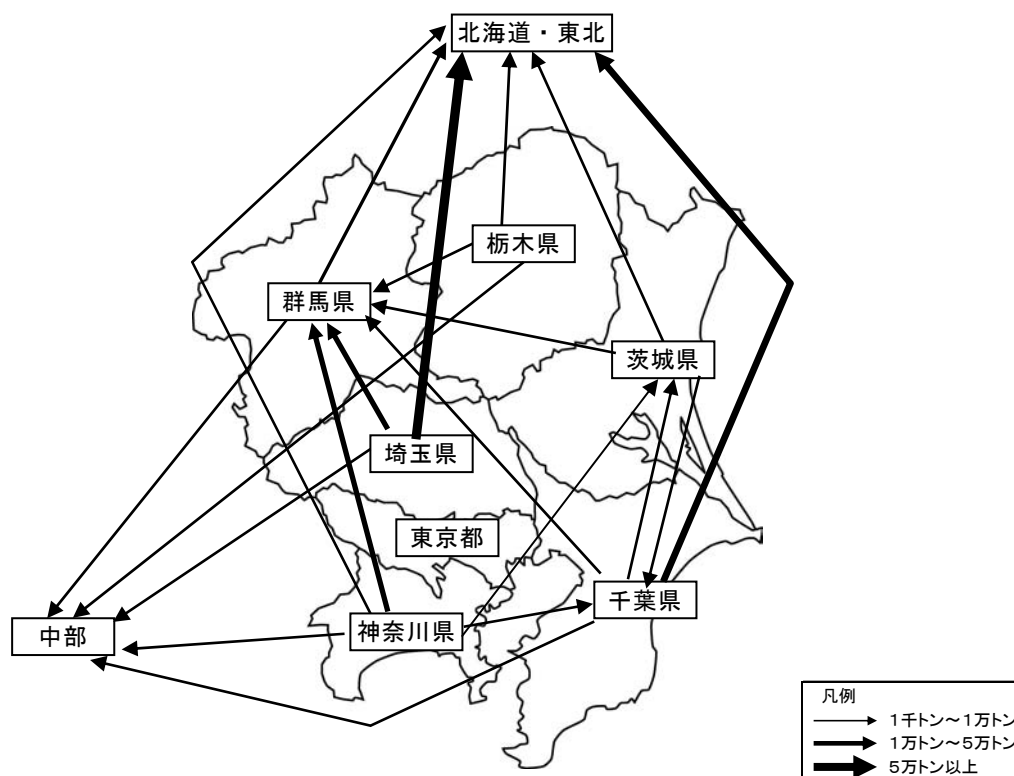 北海道・東北
栃木県
群馬県
茨城県
埼玉県
東京都
千葉県
神奈川県
中部
凡例
1千トン～1万トン
1万トン～5万トン
5万トン以上